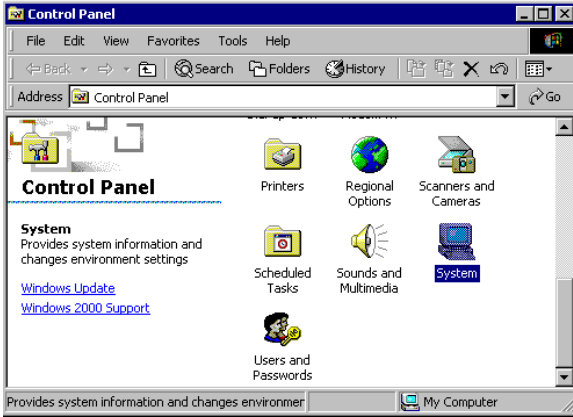 Control Panel
File Edit View Favorites Tools Help
Back Search Folders History
Address Control Panel Go
Control Panel
System
Provides system information and
changes environment settings
Windows Update
Windows 2000 Support
Printers
Regional
Options
Scanners and
Cameras
Scheduled
Tasks
Sounds and
Multimedia
System
Users and
Passwords
Provides system information and changes environmer
My Computer